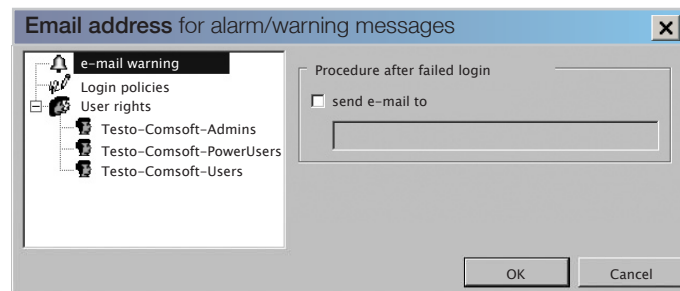 Email address for alarm/warning messages
e-mail warning
Login policies
User rights
Testo-Comsoft-Admins
Testo-Comsoft-PowerUsers
Testo-Comsoft-Users
Procedure after failed login
send e-mail to
OK
Cancel